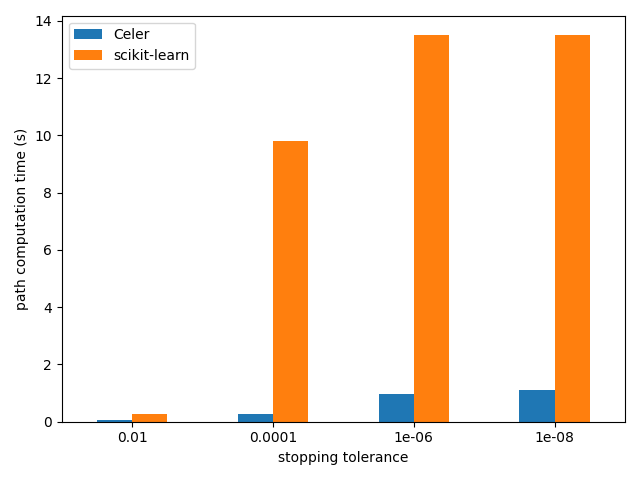 Celer
scikit-learn
path computation time (s)
14
12
10
8
6
4
2
0
0.01 0.0001 1e-06 1e-08
stopping tolerance